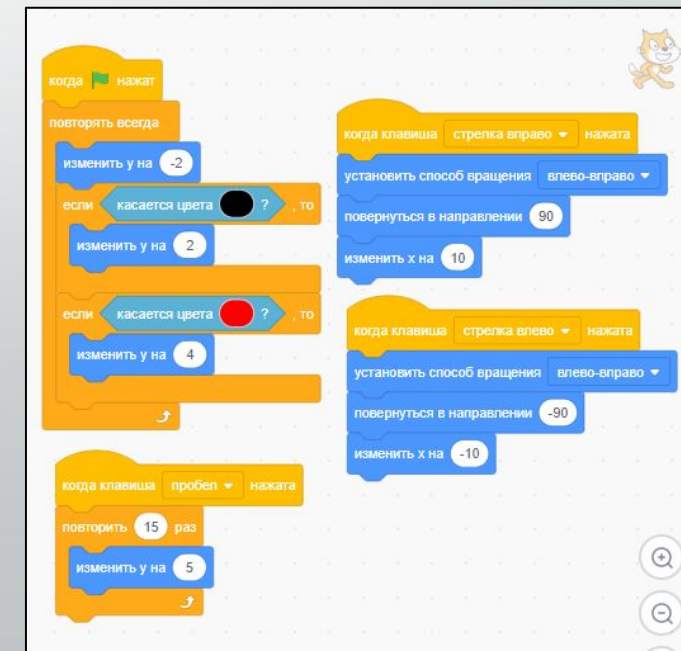 когда нажат
повторять всегда
изменить y на -2
если касается цвета ? , то
изменить y на 2
если касается цвета ? , то
изменить y на 4
когда клавиша пробел нажата
повторить 15 раз
изменить y на 5
когда клавиша стрелка вправо нажата
установить способ вращения влево-вправо
повернуться в направлении 90
изменить x на 10
когда клавиша стрелка влево нажата
установить способ вращения влево-вправо
повернуться в направлении -90
изменить x на -10